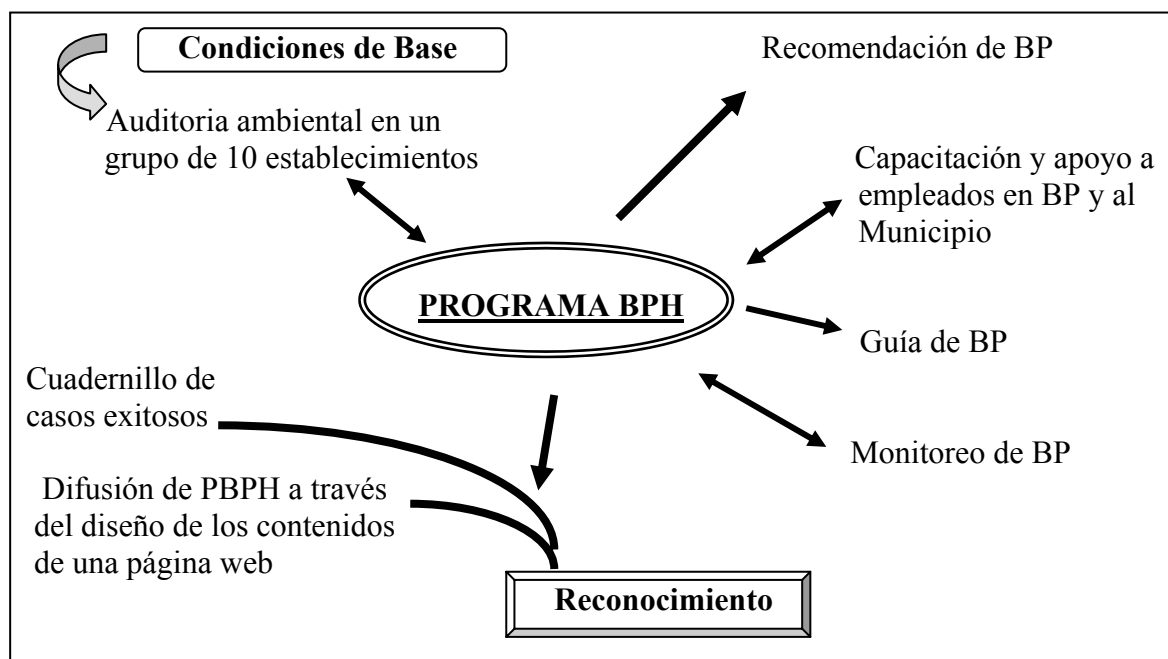 Condiciones de Base
Recomendación de BP
Auditoria ambiental en un
grupo de 10 establecimientos
Capacitación y apoyo a
empleados en BP y al
Municipio
PROGRAMA BPH
Guía de BP
Cuadernillo de
casos exitosos
Monitoreo de BP
Difusión de PBPH a través
del diseño de los contenidos
de una página web
Reconocimiento